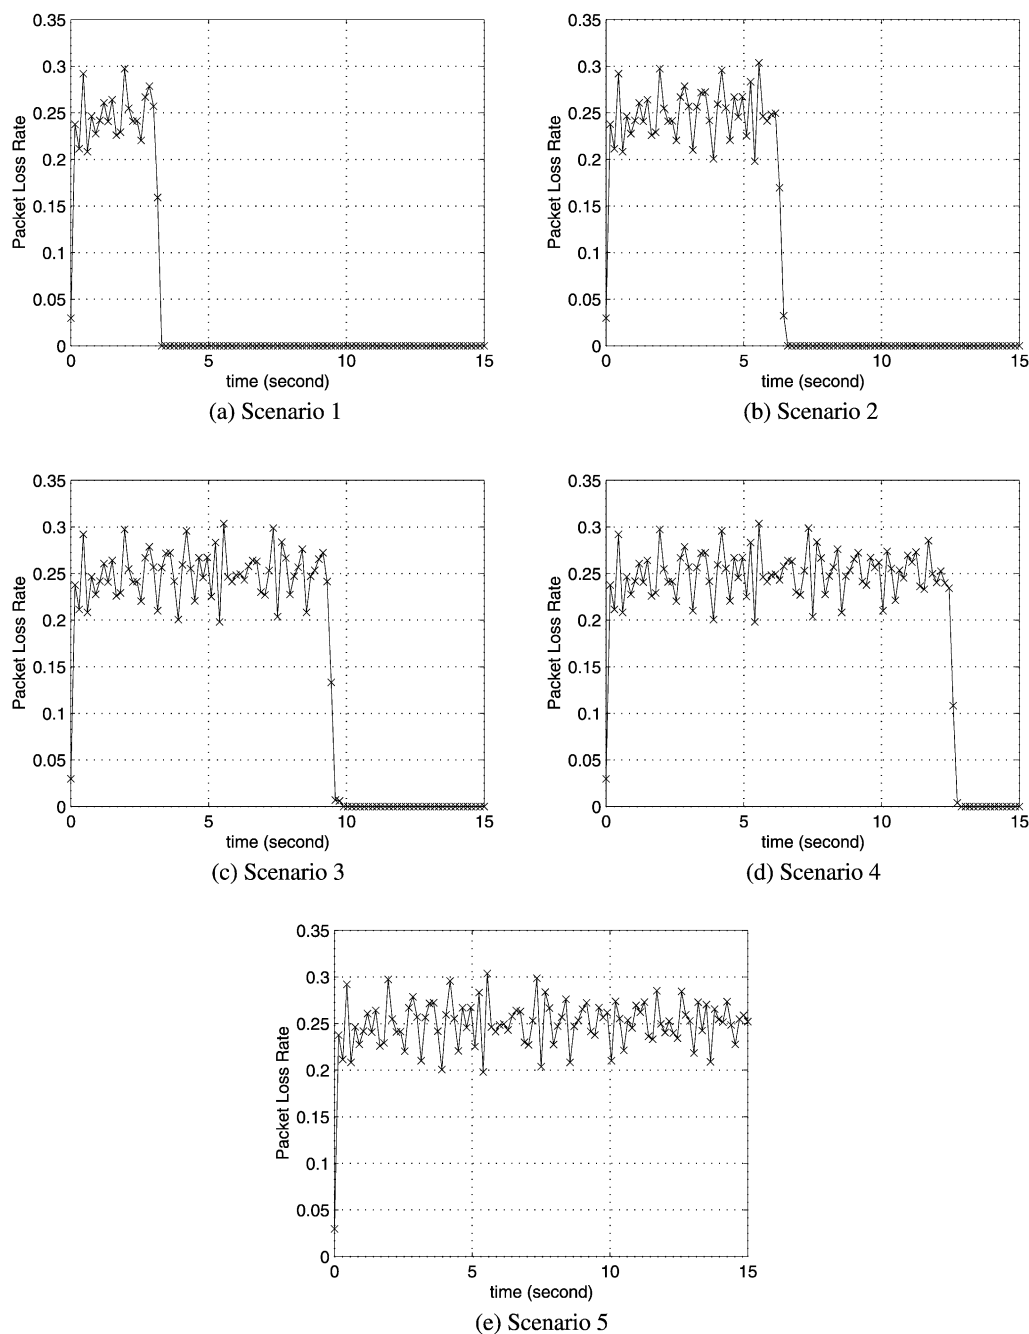 0.35
0.3
0.25
0.2
0.15
0.1
0.05
0
Packet Loss Rate
0 5 10 15
time (second)
(a) Scenario 1
0.35
0.3
0.25
0.2
0.15
0.1
0.05
0
Packet Loss Rate
0 5 10 15
time (second)
(b) Scenario 2
0.35
0.3
0.25
0.2
0.15
0.1
0.05
0
Packet Loss Rate
0 5 10 15
time (second)
(c) Scenario 3
0.35
0.3
0.25
0.2
0.15
0.1
0.05
0
Packet Loss Rate
0 5 10 15
time (second)
(d) Scenario 4
0.35
0.3
0.25
0.2
0.15
0.1
0.05
0
Packet Loss Rate
0 5 10 15
time (second)
(e) Scenario 5